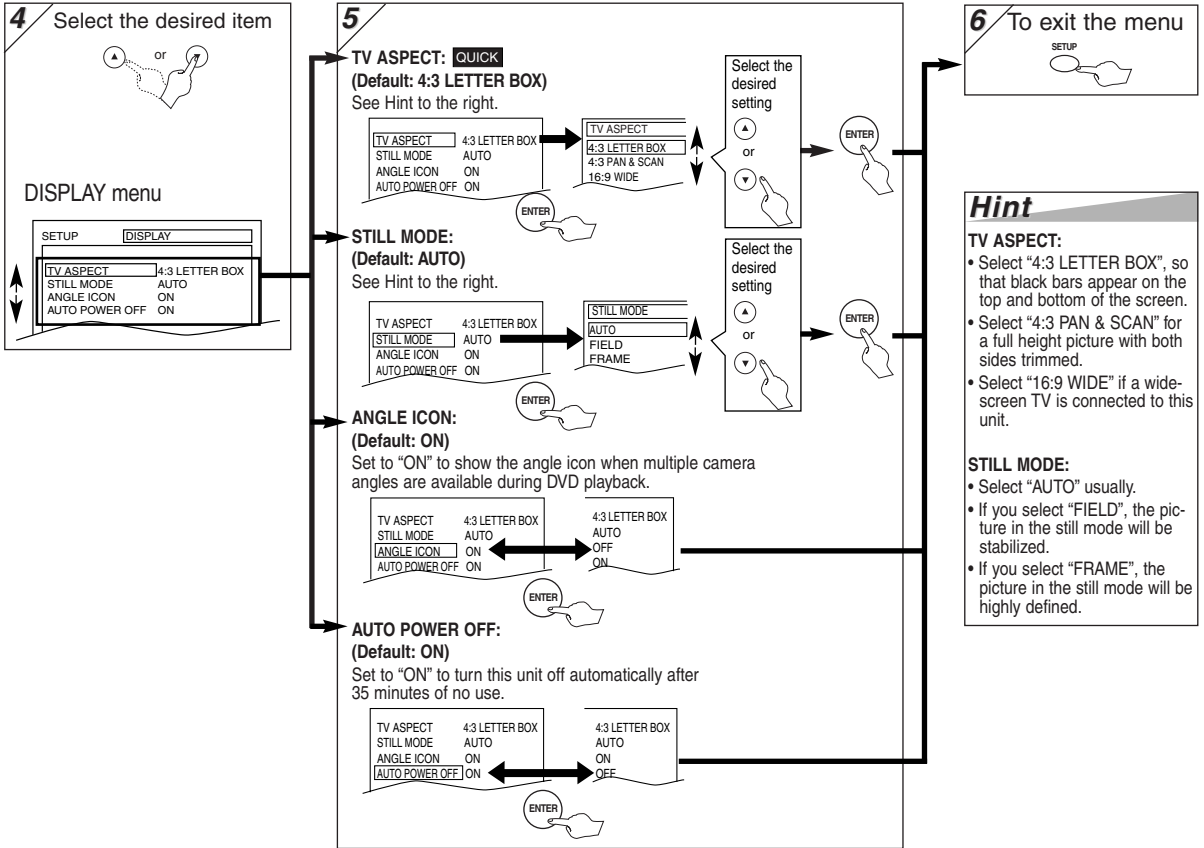 4 Select the desired item
or
DISPLAY menu
SETUP DISPLAY
TV ASPECT 4:3 LETTER BOX
STILL MODE AUTO
ANGLE ICON ON
AUTO POWER OFF ON
5
TV ASPECT: QUICK
(Default: 4:3 LETTER BOX)
See Hint to the right.
TV ASPECT 4:3 LETTER BOX
STILL MODE AUTO
ANGLE ICON ON
AUTO POWER OFF ON
ENTER
TV ASPECT
4:3 LETTER BOX
4:3 PAN & SCAN
16:9 WIDE
Select the
desired
setting
or
ENTER
STILL MODE:
(Default: AUTO)
See Hint to the right.
TV ASPECT 4:3 LETTER BOX
STILL MODE AUTO
ANGLE ICON ON
AUTO POWER OFF ON
ENTER
STILL MODE
AUTO
FIELD
FRAME
Select the
desired
setting
or
ENTER
ANGLE ICON:
(Default: ON)
Set to “ON” to show the angle icon when multiple camera
angles are available during DVD playback.
TV ASPECT 4:3 LETTER BOX
STILL MODE AUTO
ANGLE ICON ON
AUTO POWER OFF ON
4:3 LETTER BOX
AUTO
OFF
ON
ENTER
AUTO POWER OFF:
(Default: ON)
Set to “ON” to turn this unit off automatically after
35 minutes of no use.
TV ASPECT 4:3 LETTER BOX
STILL MODE AUTO
ANGLE ICON ON
AUTO POWER OFF ON
4:3 LETTER BOX
AUTO
ON
OFF
ENTER
6 To exit the menu
SETUP
Hint
TV ASPECT:
• Select “4:3 LETTER BOX”, so
that black bars appear on the
top and bottom of the screen.
• Select “4:3 PAN & SCAN” for
a full height picture with both
sides trimmed.
• Select “16:9 WIDE” if a wide-
screen TV is connected to this
unit.
STILL MODE:
• Select “AUTO” usually.
• If you select “FIELD”, the pic-
ture in the still mode will be
stabilized.
• If you select “FRAME”, the
picture in the still mode will be
highly defined.